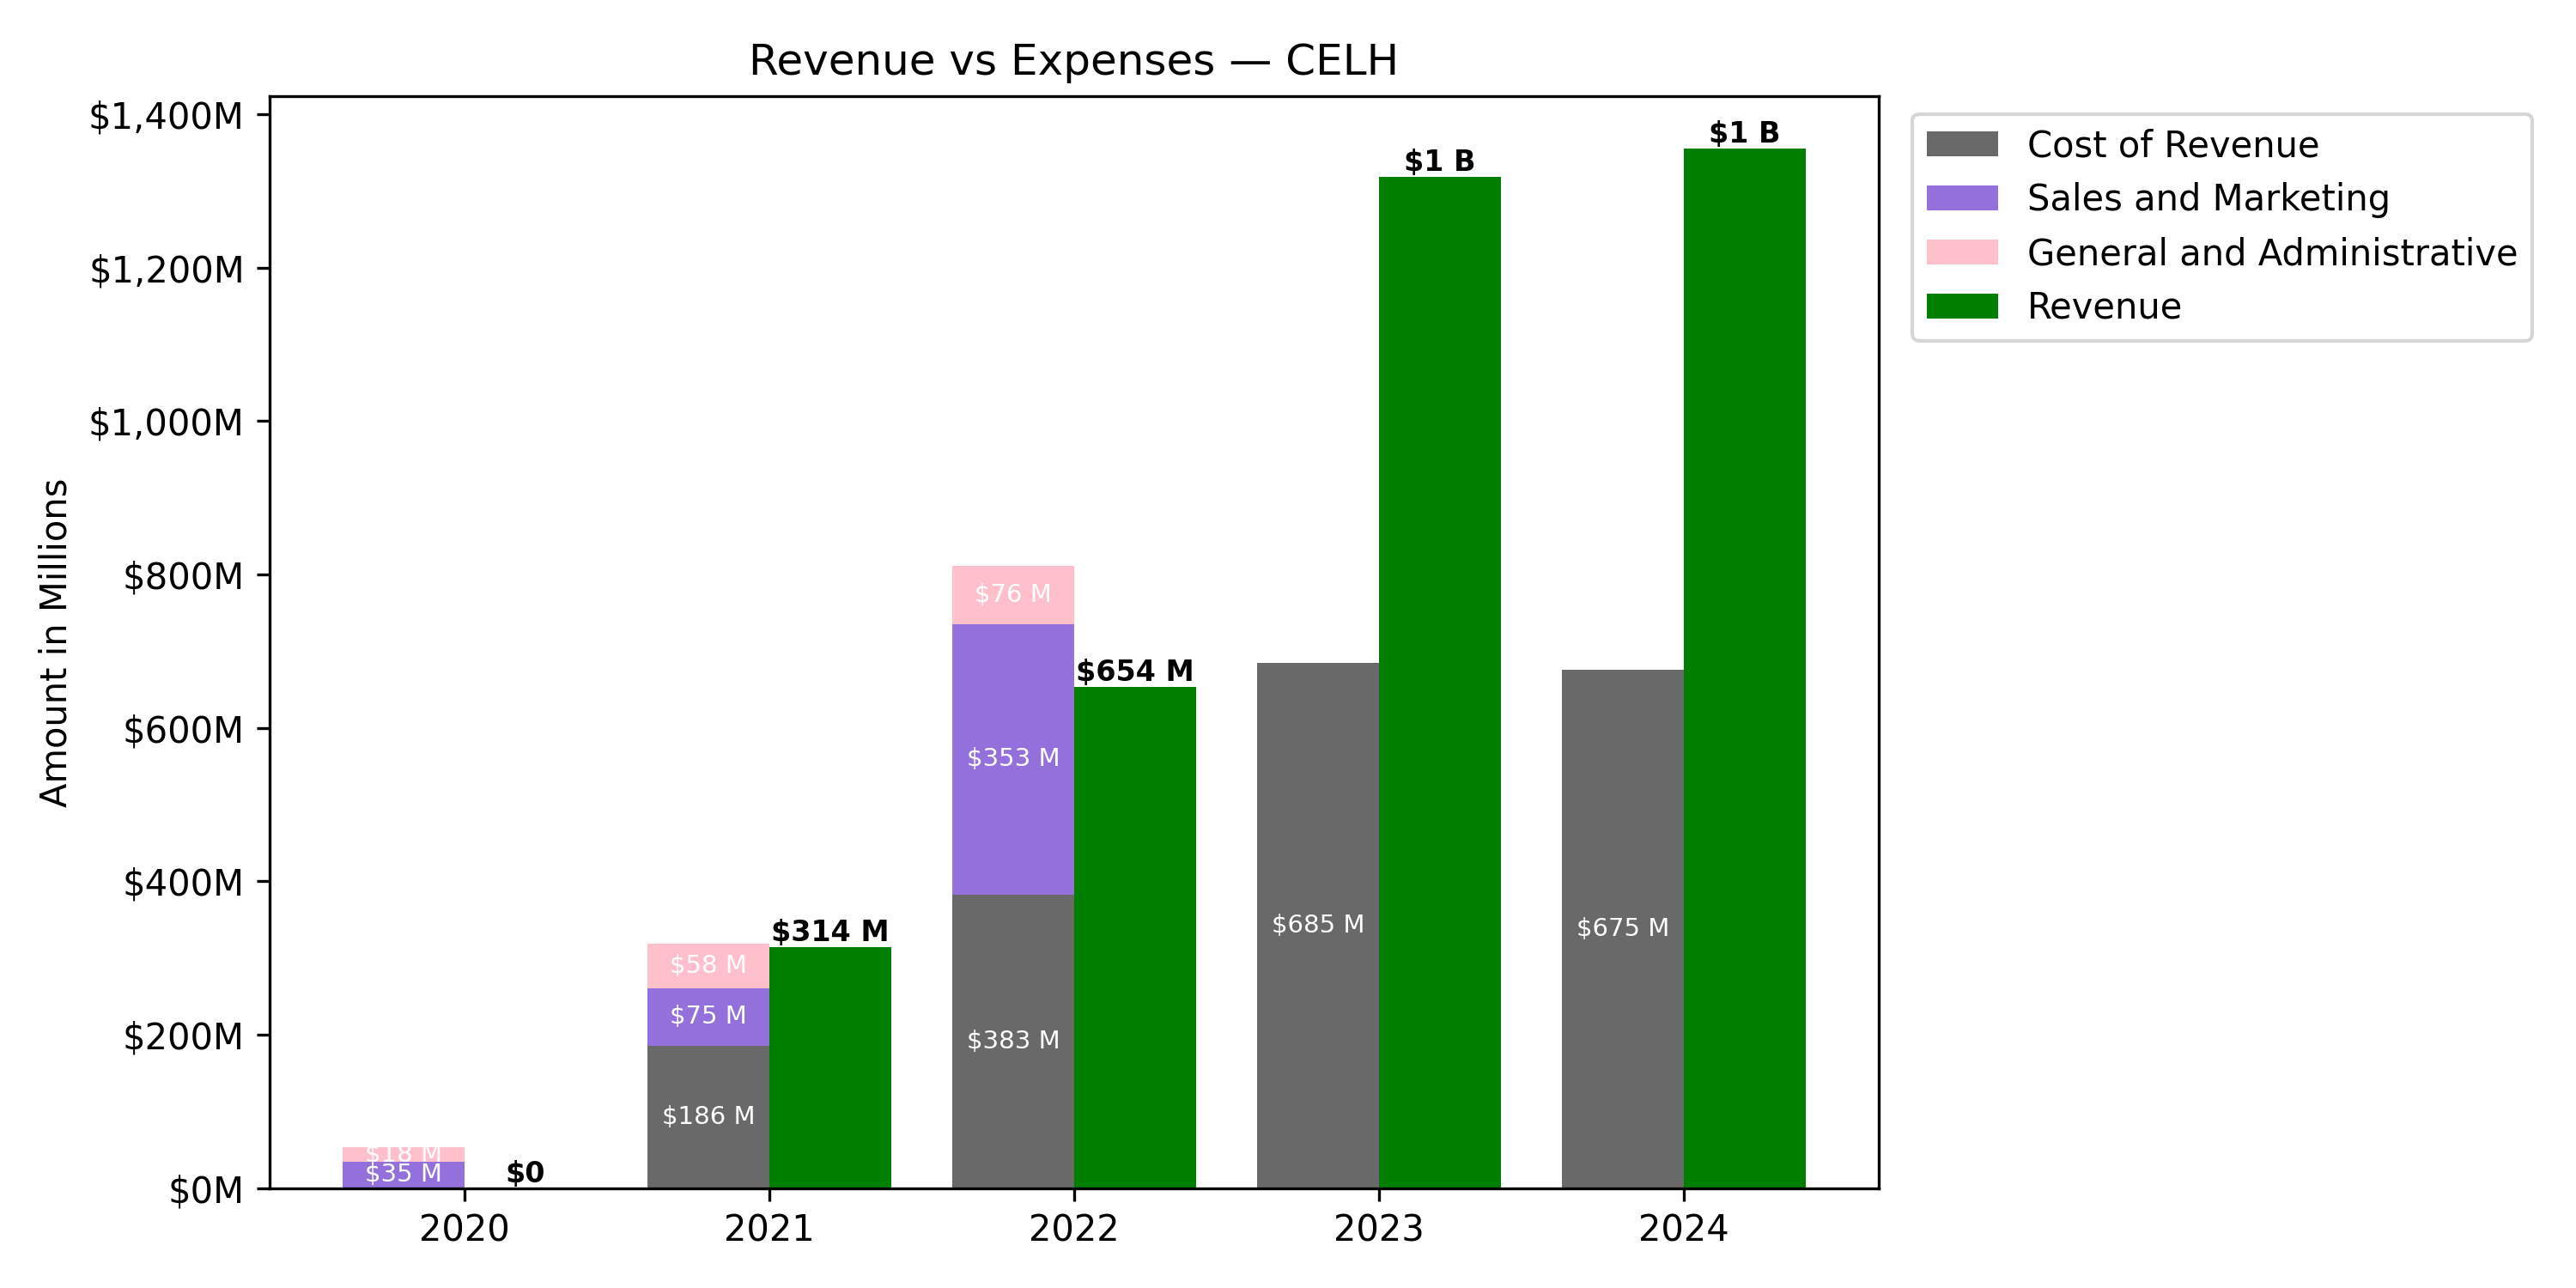 Revenue vs Expenses — CELH
$1,400M
$1,200M
$1,000M
$800M
$600M
$400M
$200M
$0M
Amount in Millions
$18 M
$35 M
$0
$58 M
$75 M
$186 M
$314 M
$76 M
$353 M
$383 M
$654 M
$685 M
$1 B
$675 M
$1 B
2020
2021
2022
2023
2024
Cost of Revenue
Sales and Marketing
General and Administrative
Revenue